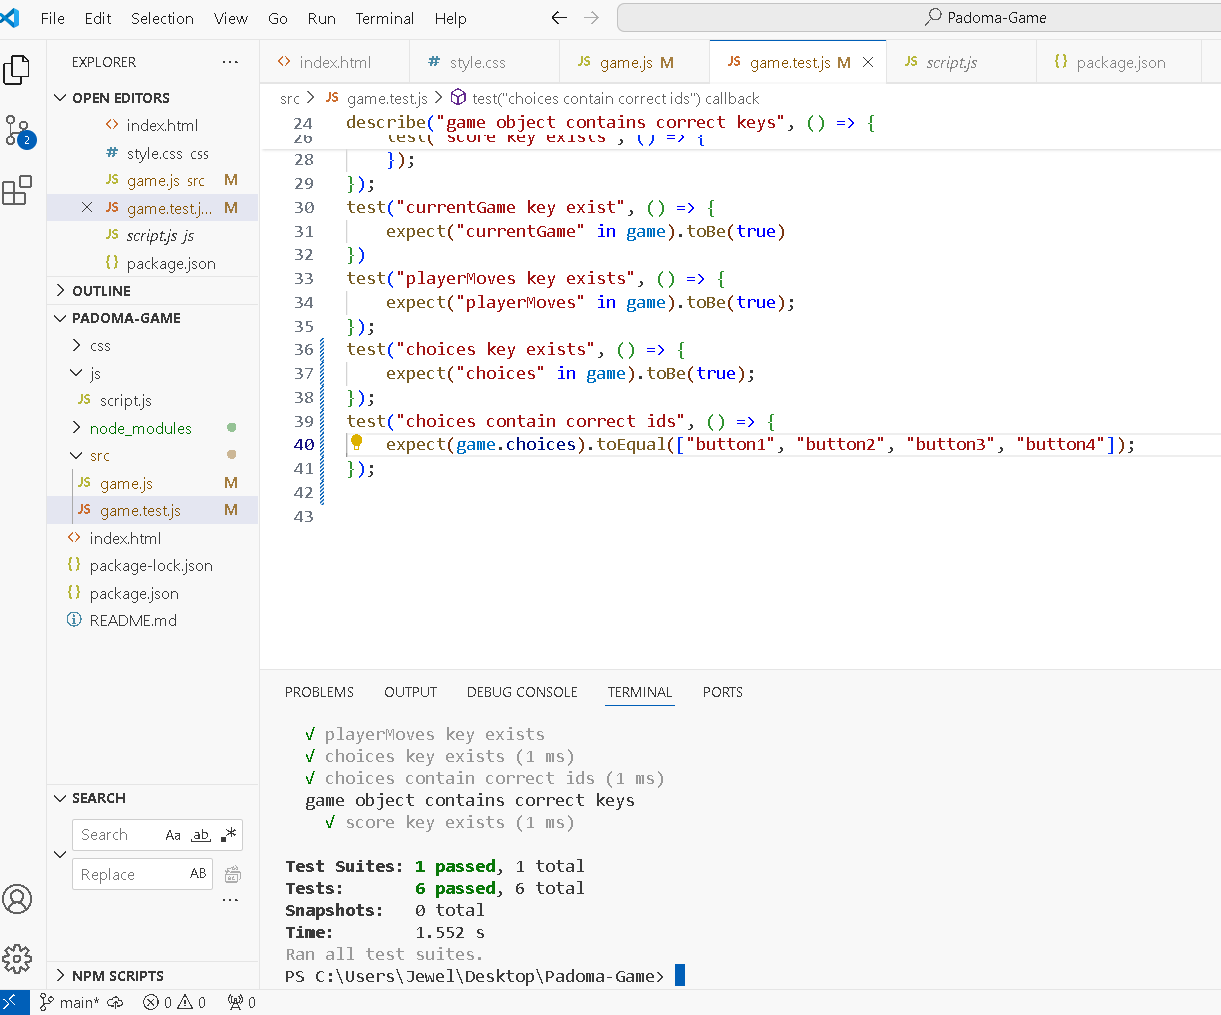 File Edit Selection View Go Run Terminal Help
Padoma-Game
EXPLORER ...
OPEN EDITORS
index.html
style.css css
game.js src M
game.test.j... M
script.js js
package.json
OUTLINE
PADOMA-GAME
css
js
JS script.js
node_modules
src
JS game.js M
JS game.test.js M
index.html
package-lock.json
package.json
README.md
SEARCH
Search Aa ab
Replace AB
...
NPM SCRIPTS
index.html # style.css JS game.js M JS game.test.js M JS script.js {} package.json
src > JS game.test.js > test("choices contain correct ids") callback
24 describe("game object contains correct keys", () => {
26 test("score key exists", () => {
28 });
29 });
30 test("currentGame key exist", () => {
31 expect("currentGame" in game).toBe(true)
32 })
33 test("playerMoves key exists", () => {
34 expect("playerMoves" in game).toBe(true);
35 });
36 test("choices key exists", () => {
37 expect("choices" in game).toBe(true);
38 });
39 test("choices contain correct ids", () => {
40 expect(game.choices).toEqual(["button1", "button2", "button3", "button4"]);
41 });
42
43
PROBLEMS OUTPUT DEBUG CONSOLE TERMINAL PORTS
√ playerMoves key exists
√ choices key exists (1 ms)
√ choices contain correct ids (1 ms)
game object contains correct keys
√ score key exists (1 ms)
Test Suites: 1 passed, 1 total
Tests: 6 passed, 6 total
Snapshots: 0 total
Time: 1.552 s
Ran all test suites.
PS C:\Users\Jewel\Desktop\Padoma-Game>
2
main* 0 0 0